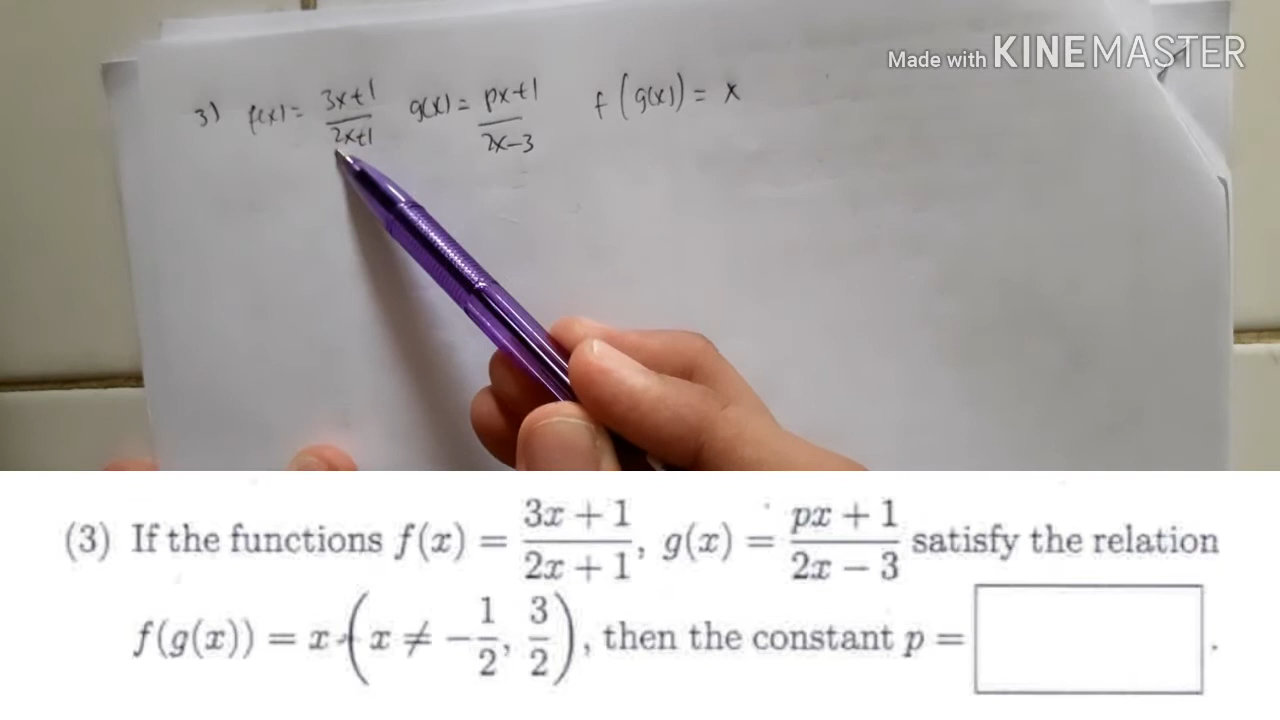 Made with KINEMASTER
3) f(x) = 3x+1/2x+1 g(x) = px+1/2x-3 f(g(x)) = x
(3) If the functions f(x) = 3x + 1/2x + 1, g(x) = px + 1/2x − 3 satisfy the relation
f(g(x)) = x (x ≠ −1/2, 3/2), then the constant p = .